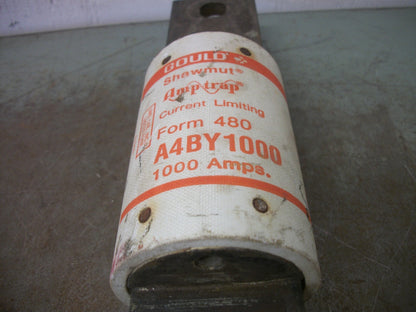 GOULD
Shawmut®
Amp-trap®
Current Limiting
Form 480
A4BY1000
1000 Amps.